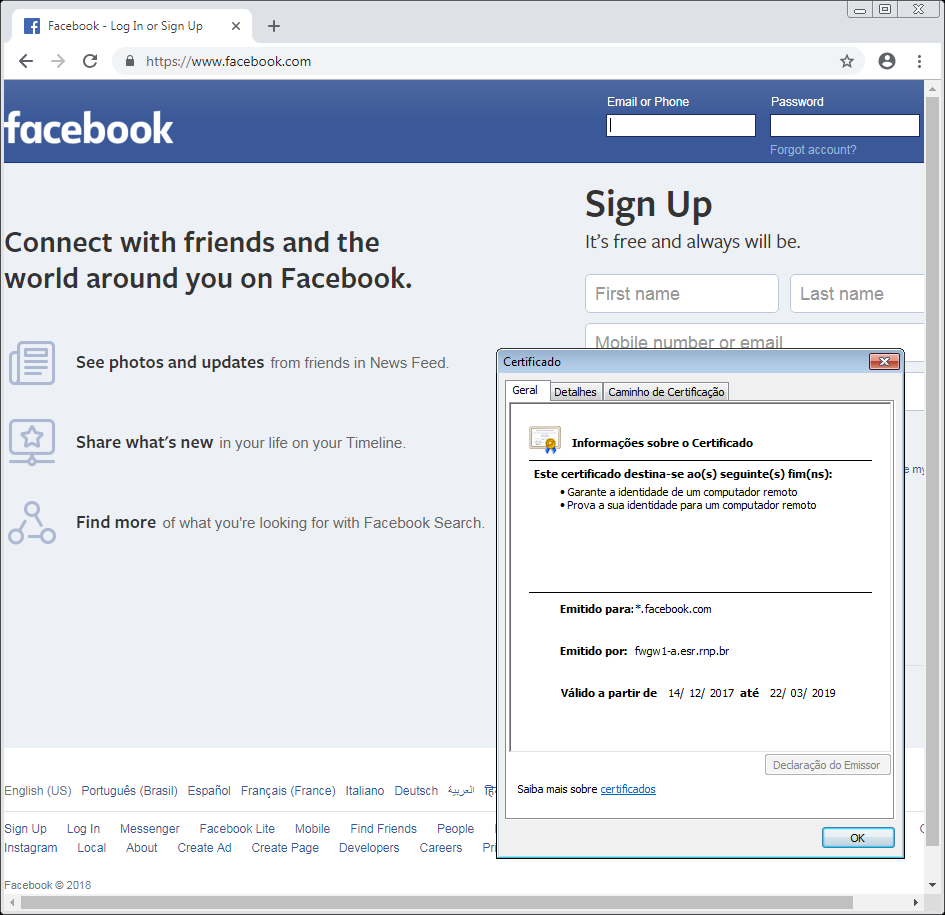 Facebook - Log In or Sign Up
https://www.facebook.com
facebook
Email or Phone
Password
Forgot account?
Connect with friends and the
world around you on Facebook.
See photos and updates from friends in News Feed.
Share what's new in your life on your Timeline.
Find more of what you're looking for with Facebook Search.
Sign Up
It's free and always will be.
First name
Last name
Mobile number or email
Certificado
Geral
Detalhes
Caminho de Certificação
Informações sobre o Certificado
Este certificado destina-se ao(s) seguinte(s) fim(ns):
• Garante a identidade de um computador remoto
• Prova a sua identidade para um computador remoto
Emitido para: *.facebook.com
Emitido por: fwgw1-a.esr.rnp.br
Válido a partir de 14/ 12/ 2017 até 22/ 03/ 2019
Declaração do Emissor
Saiba mais sobre certificados
OK
English (US) Português (Brasil) Español Français (France) Italiano Deutsch العربية
Sign Up Log In Messenger Facebook Lite Mobile Find Friends People
Instagram Local About Create Ad Create Page Developers Careers
Facebook © 2018